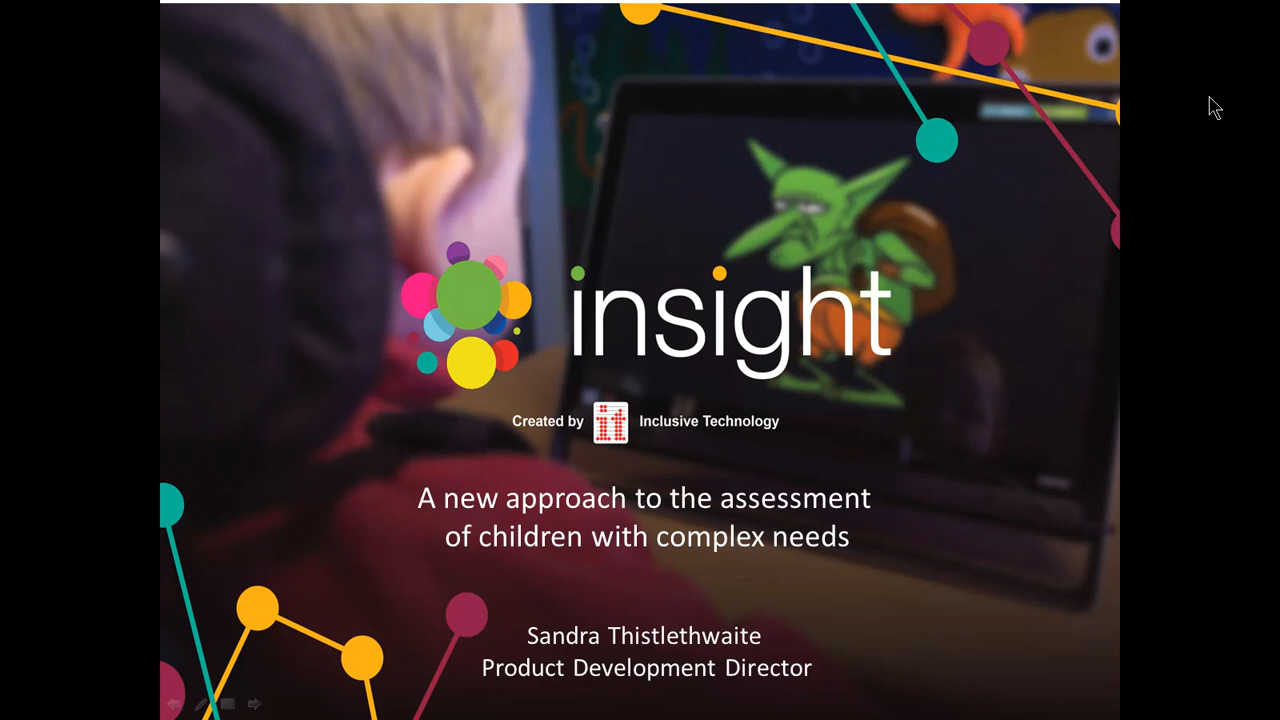 insight
Created by it Inclusive Technology
A new approach to the assessment
of children with complex needs
Sandra Thistlethwaite
Product Development Director